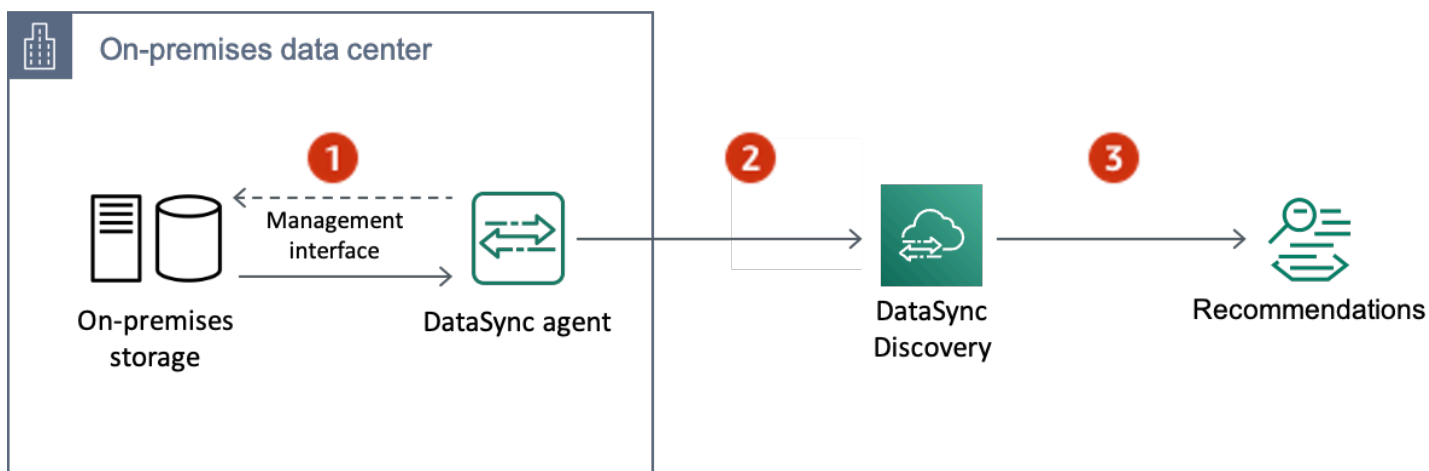 On-premises data center
1
2
3
Management
interface
On-premises
storage
DataSync agent
DataSync
Discovery
Recommendations